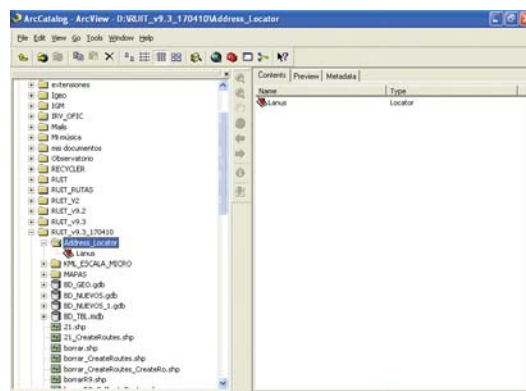 ArcCatalog - ArcView - D:\RUIT_v9.3_170410\Address_Locator
File Edit View Go Tools Window Help
extensiones
Igeo
IGM
IRV_OFIC
Mails
Mi música
mis documentos
Observatorio
RECYCLER
RUIT
RUIT_RUTAS
RUIT_V2
RUIT_v9.2
RUIT_v9.3
RUIT_v9.3_170410
Address_Locator
Lanus
KML_ESCALA_MICRO
MAPAS
BD_GEO.gdb
BD_NUEVOS.gdb
BD_NUEVOS_1.gdb
BD_TBL.mdb
21.shp
21_CreateRoutes.shp
borrar.shp
borrar_CreateRoutes.shp
borrar_CreateRoutes_CreateRo.shp
borrarR9.shp
Contents Preview Metadata
Name Type
Lanus Locator